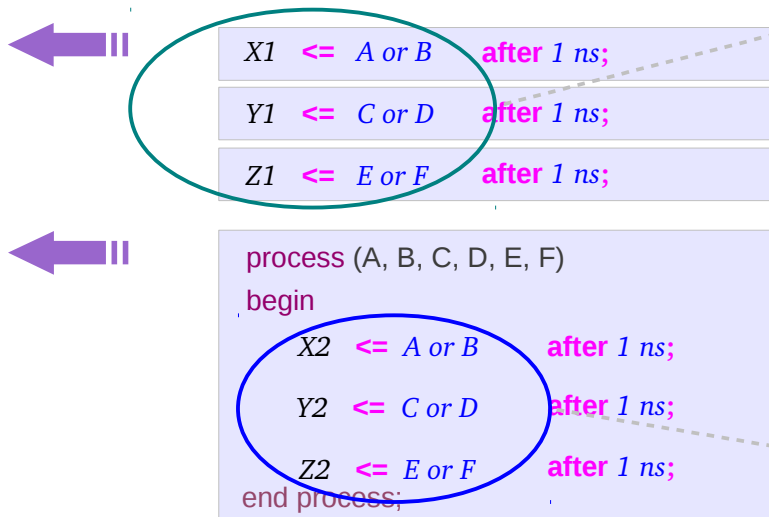 X1 <= A or B after 1 ns;
Y1 <= C or D after 1 ns;
Z1 <= E or F after 1 ns;
process (A, B, C, D, E, F)
begin
X2 <= A or B after 1 ns;
Y2 <= C or D after 1 ns;
Z2 <= E or F after 1 ns;
end process;